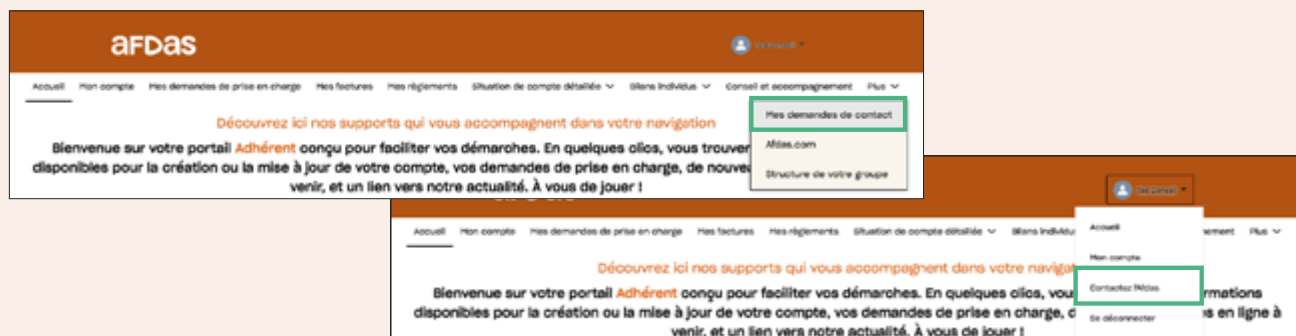 aFDas
Accueil Mon compte Mes demandes de prise en charge Mes factures Mes règlements Situation de compte détaillée Bilans individus Conseil et accompagnement Plus
Découvrez ici nos supports qui vous accompagnent dans votre navigation
Bienvenue sur votre portail Adhérent conçu pour faciliter vos démarches. En quelques clics, vous trouver
disponibles pour la création ou la mise à jour de votre compte, vos demandes de prise en charge, de nouve
venir, et un lien vers notre actualité. À vous de jouer !
Mes demandes de contact
Afdas.com
Structure de votre groupe
Accueil Mon compte Mes demandes de prise en charge Mes factures Mes règlements Situation de compte détaillée Bilans individu nement Plus
Découvrez ici nos supports qui vous accompagnent dans votre navigat
Bienvenue sur votre portail Adhérent conçu pour faciliter vos démarches. En quelques clics, vous rmations
disponibles pour la création ou la mise à jour de votre compte, vos demandes de prise en charge, d s en ligne à
venir, et un lien vers notre actualité. À vous de jouer !
Accueil
Mon compte
Contactez l'Afdas
Se déconnecter